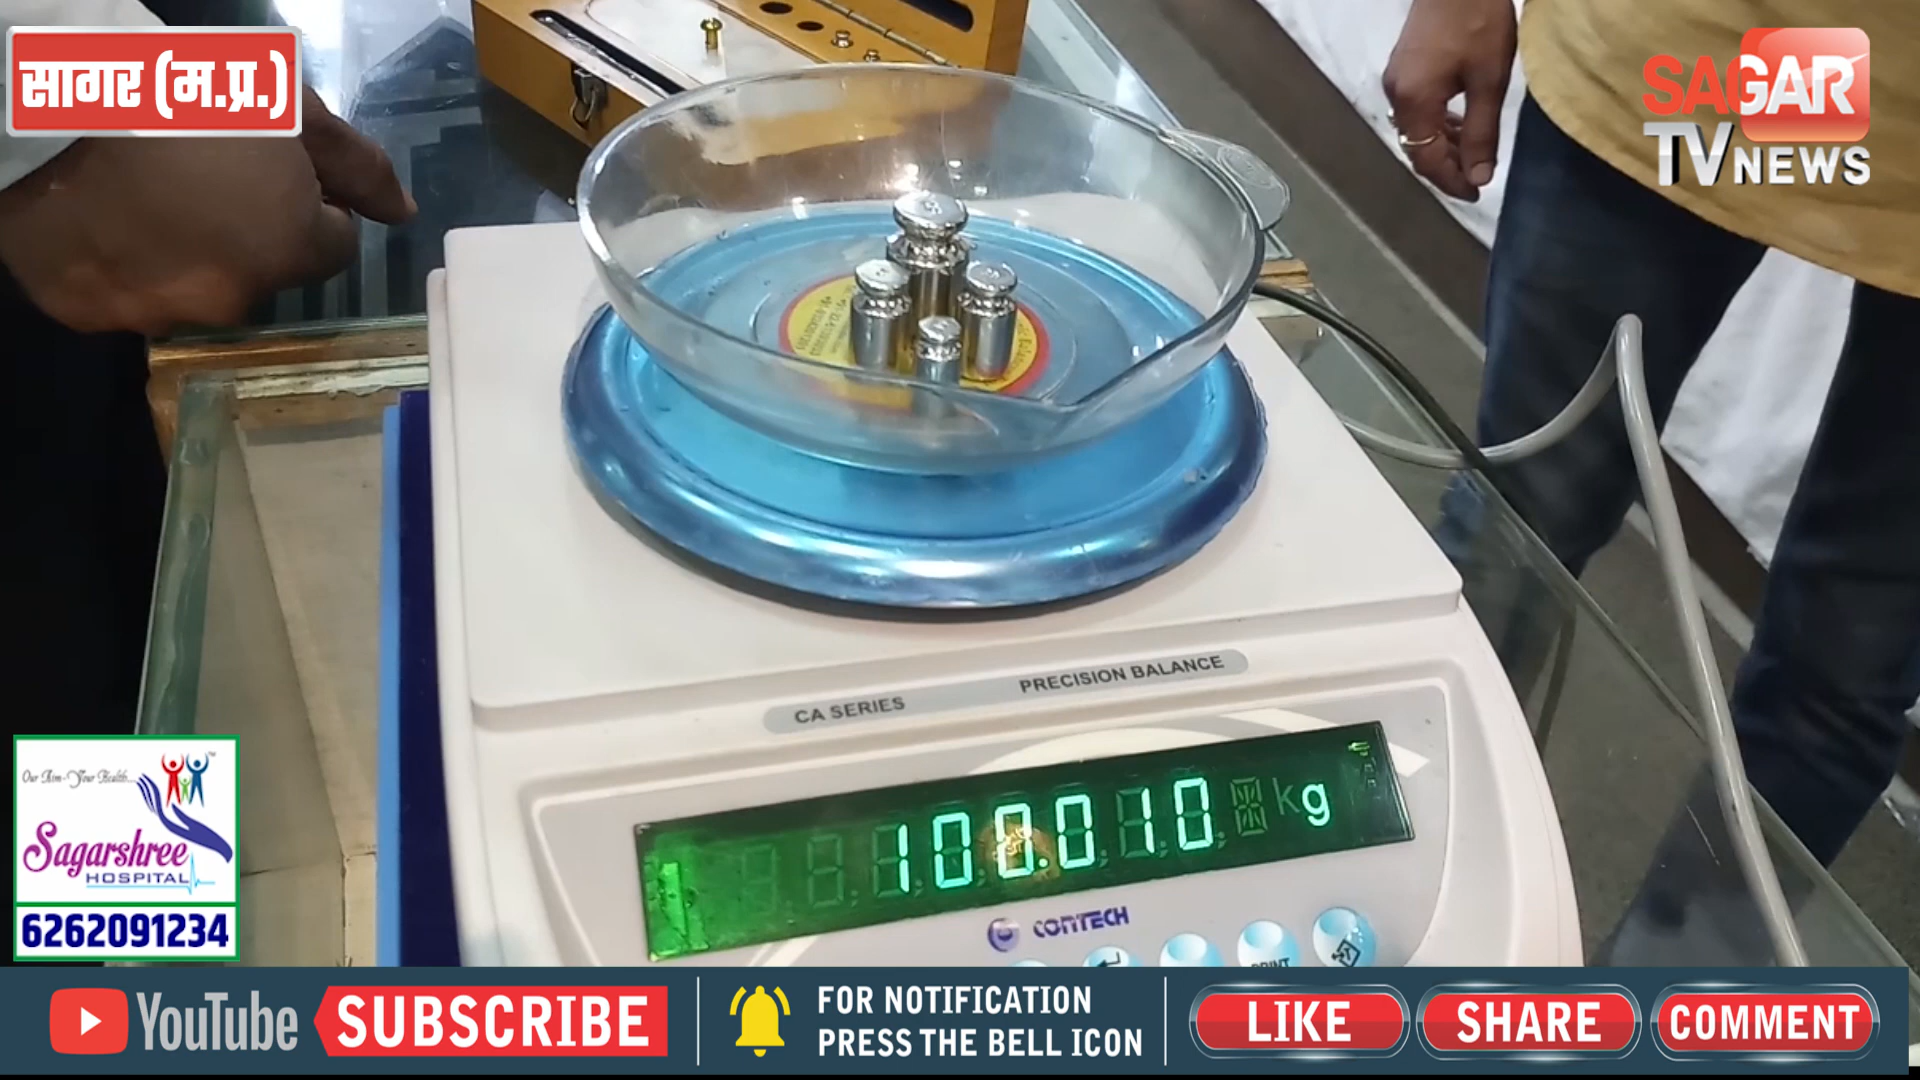 सागर (म.प्र.)
SAGAR
TV NEWS
CA SERIES
PRECISION BALANCE
100.010 kg
CONTECH
PRINT
Our Aim-Your Health...
Sagarshree
HOSPITAL
6262091234
YouTube
SUBSCRIBE
FOR NOTIFICATION
PRESS THE BELL ICON
LIKE
SHARE
COMMENT